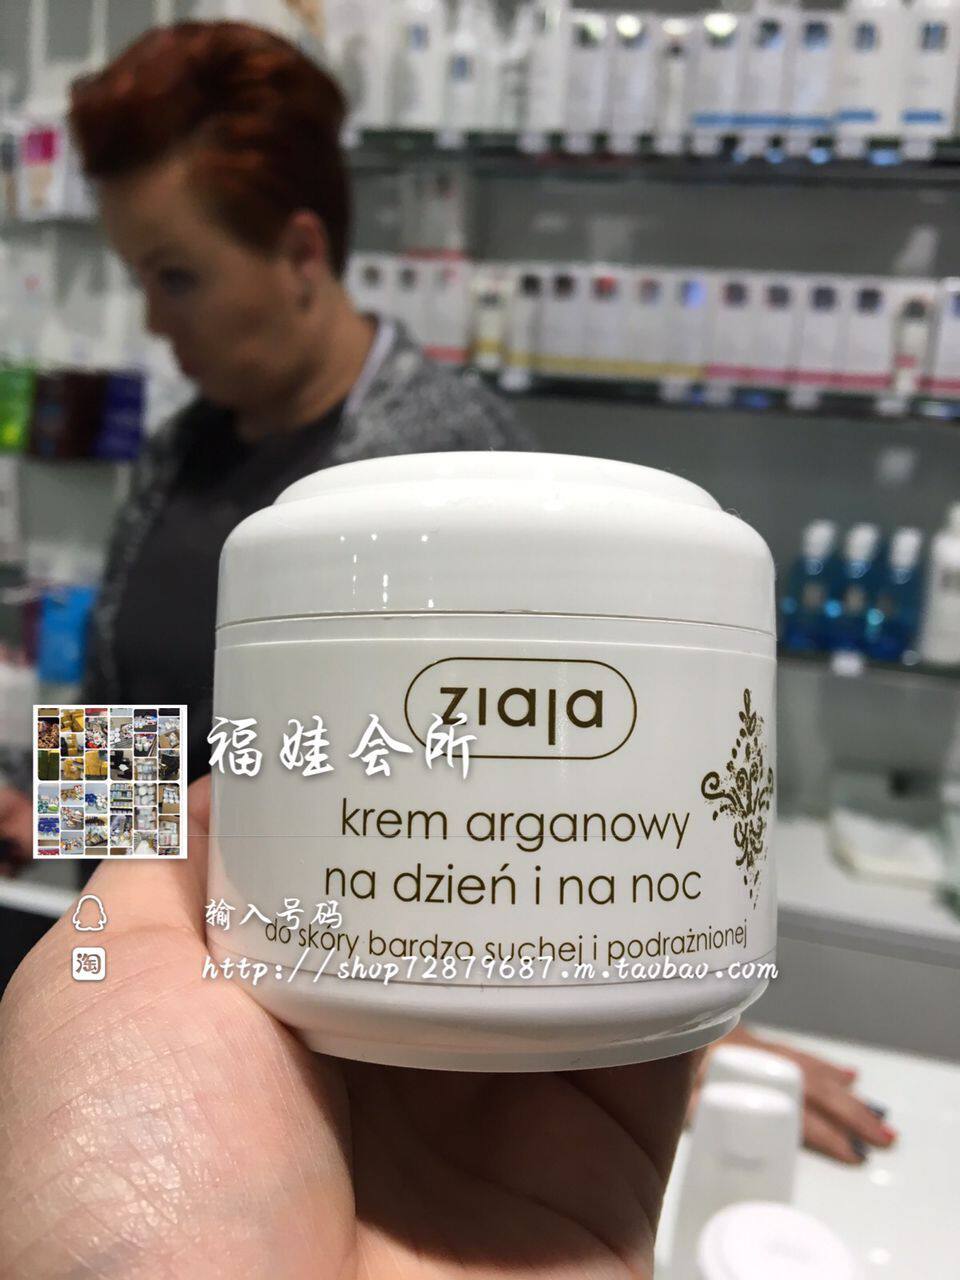 ziaja
福娃会所
krem arganowy
na dzień i na noc
输入号码
do skóry bardzo suchej i podrażnionej
淘
http://shop72879687.m.taobao.com